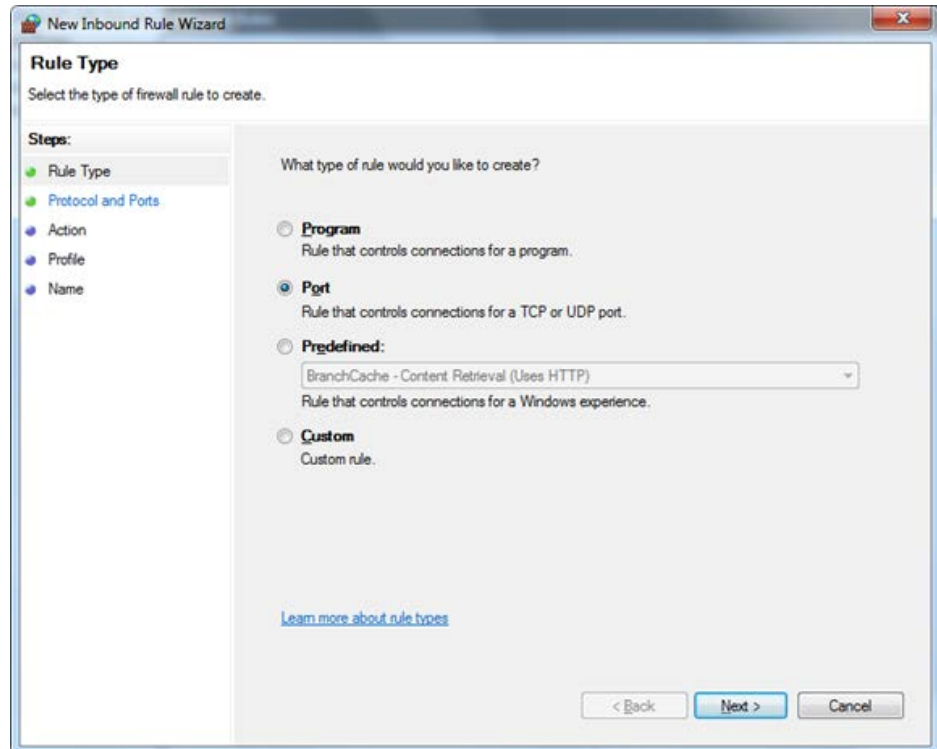 New Inbound Rule Wizard
Rule Type
Select the type of firewall rule to create.
Steps:
Rule Type
Protocol and Ports
Action
Profile
Name
What type of rule would you like to create?
Program
Rule that controls connections for a program.
Port
Rule that controls connections for a TCP or UDP port.
Predefined:
BranchCache - Content Retrieval (Uses HTTP)
Rule that controls connections for a Windows experience.
Custom
Custom rule.
Learn more about rule types
< Back Next > Cancel